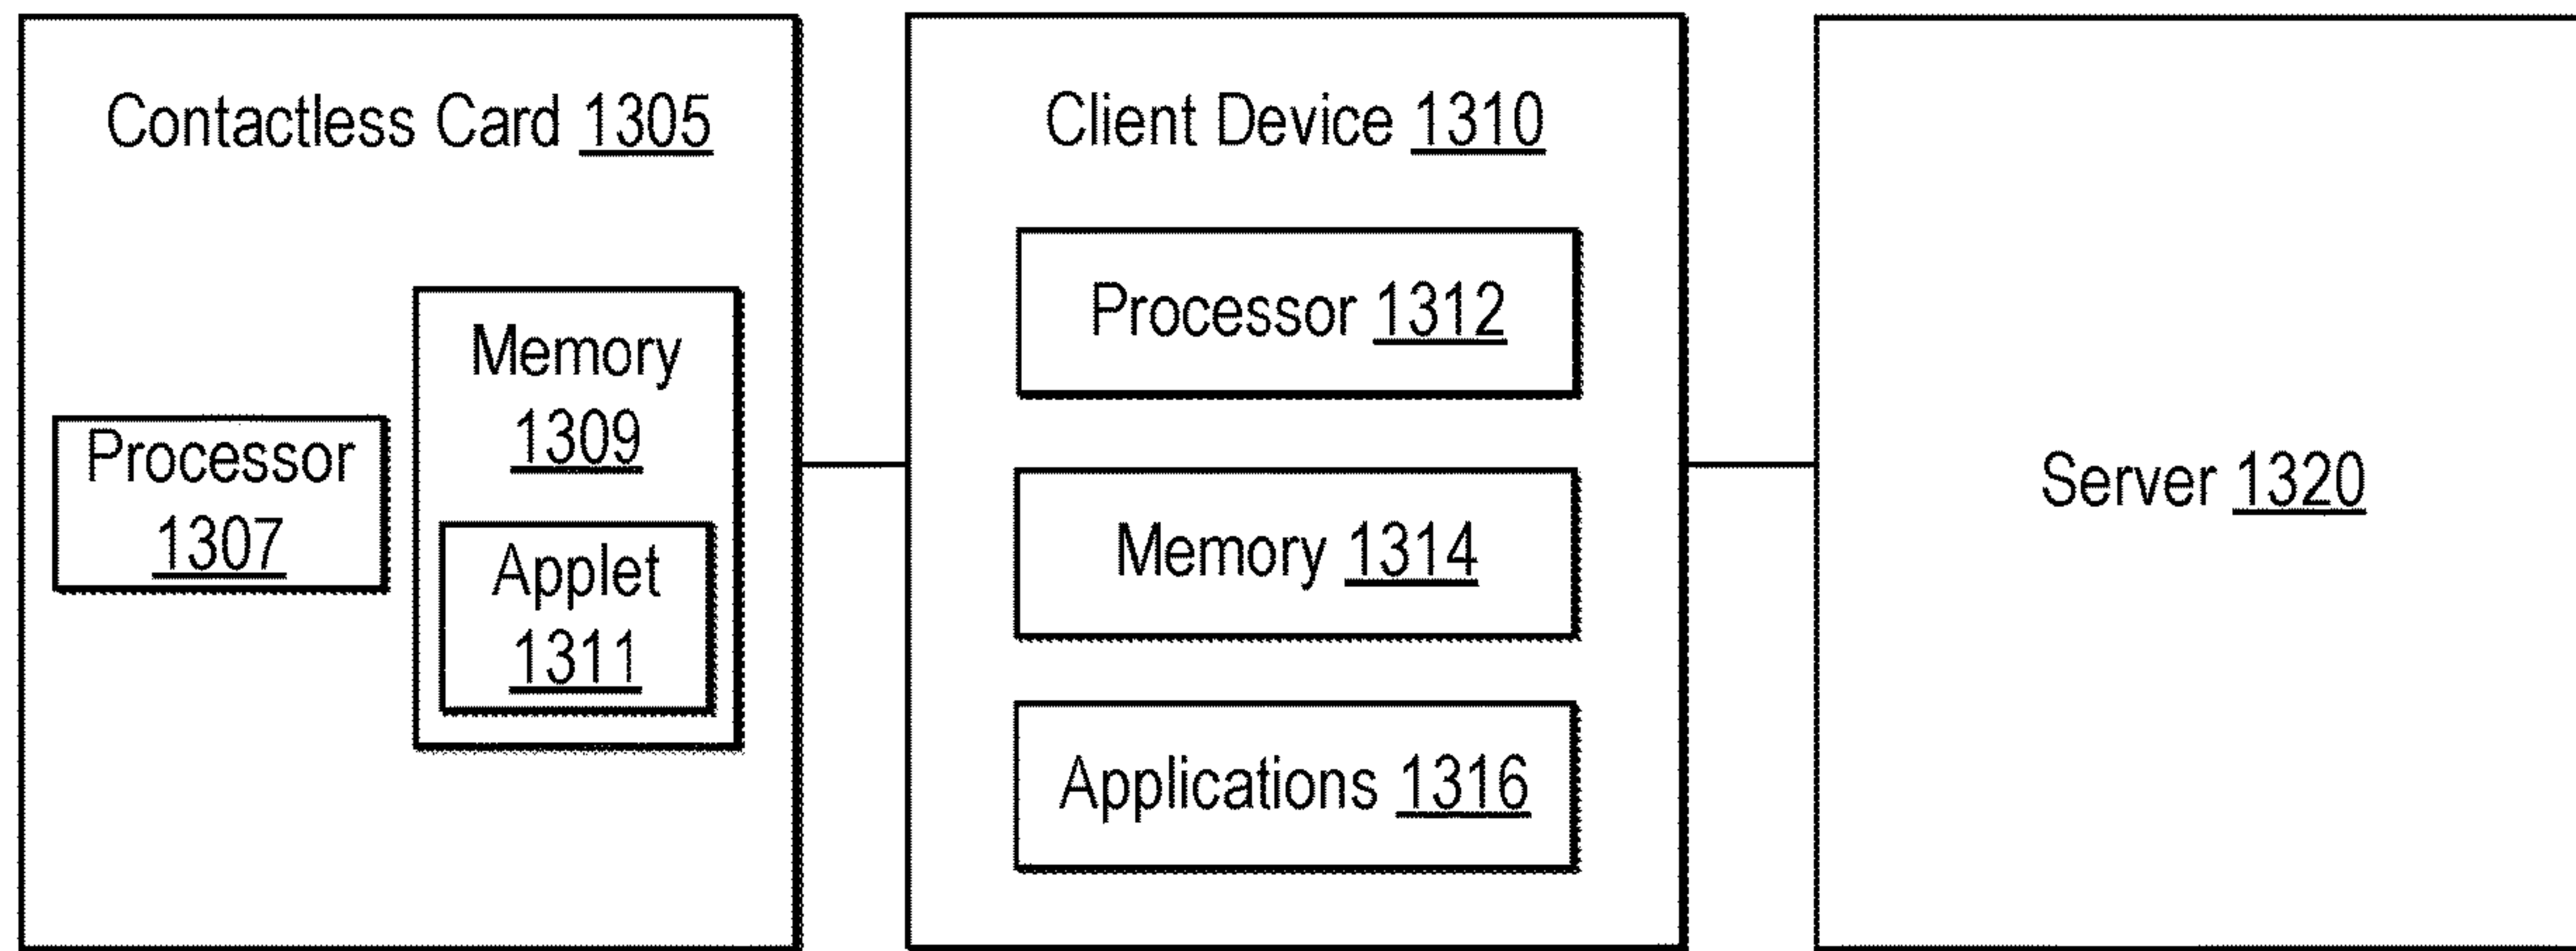 Contactless Card 1305
Processor
1307
Memory
1309
Applet
1311
Client Device 1310
Processor 1312
Memory 1314
Applications 1316
Server 1320